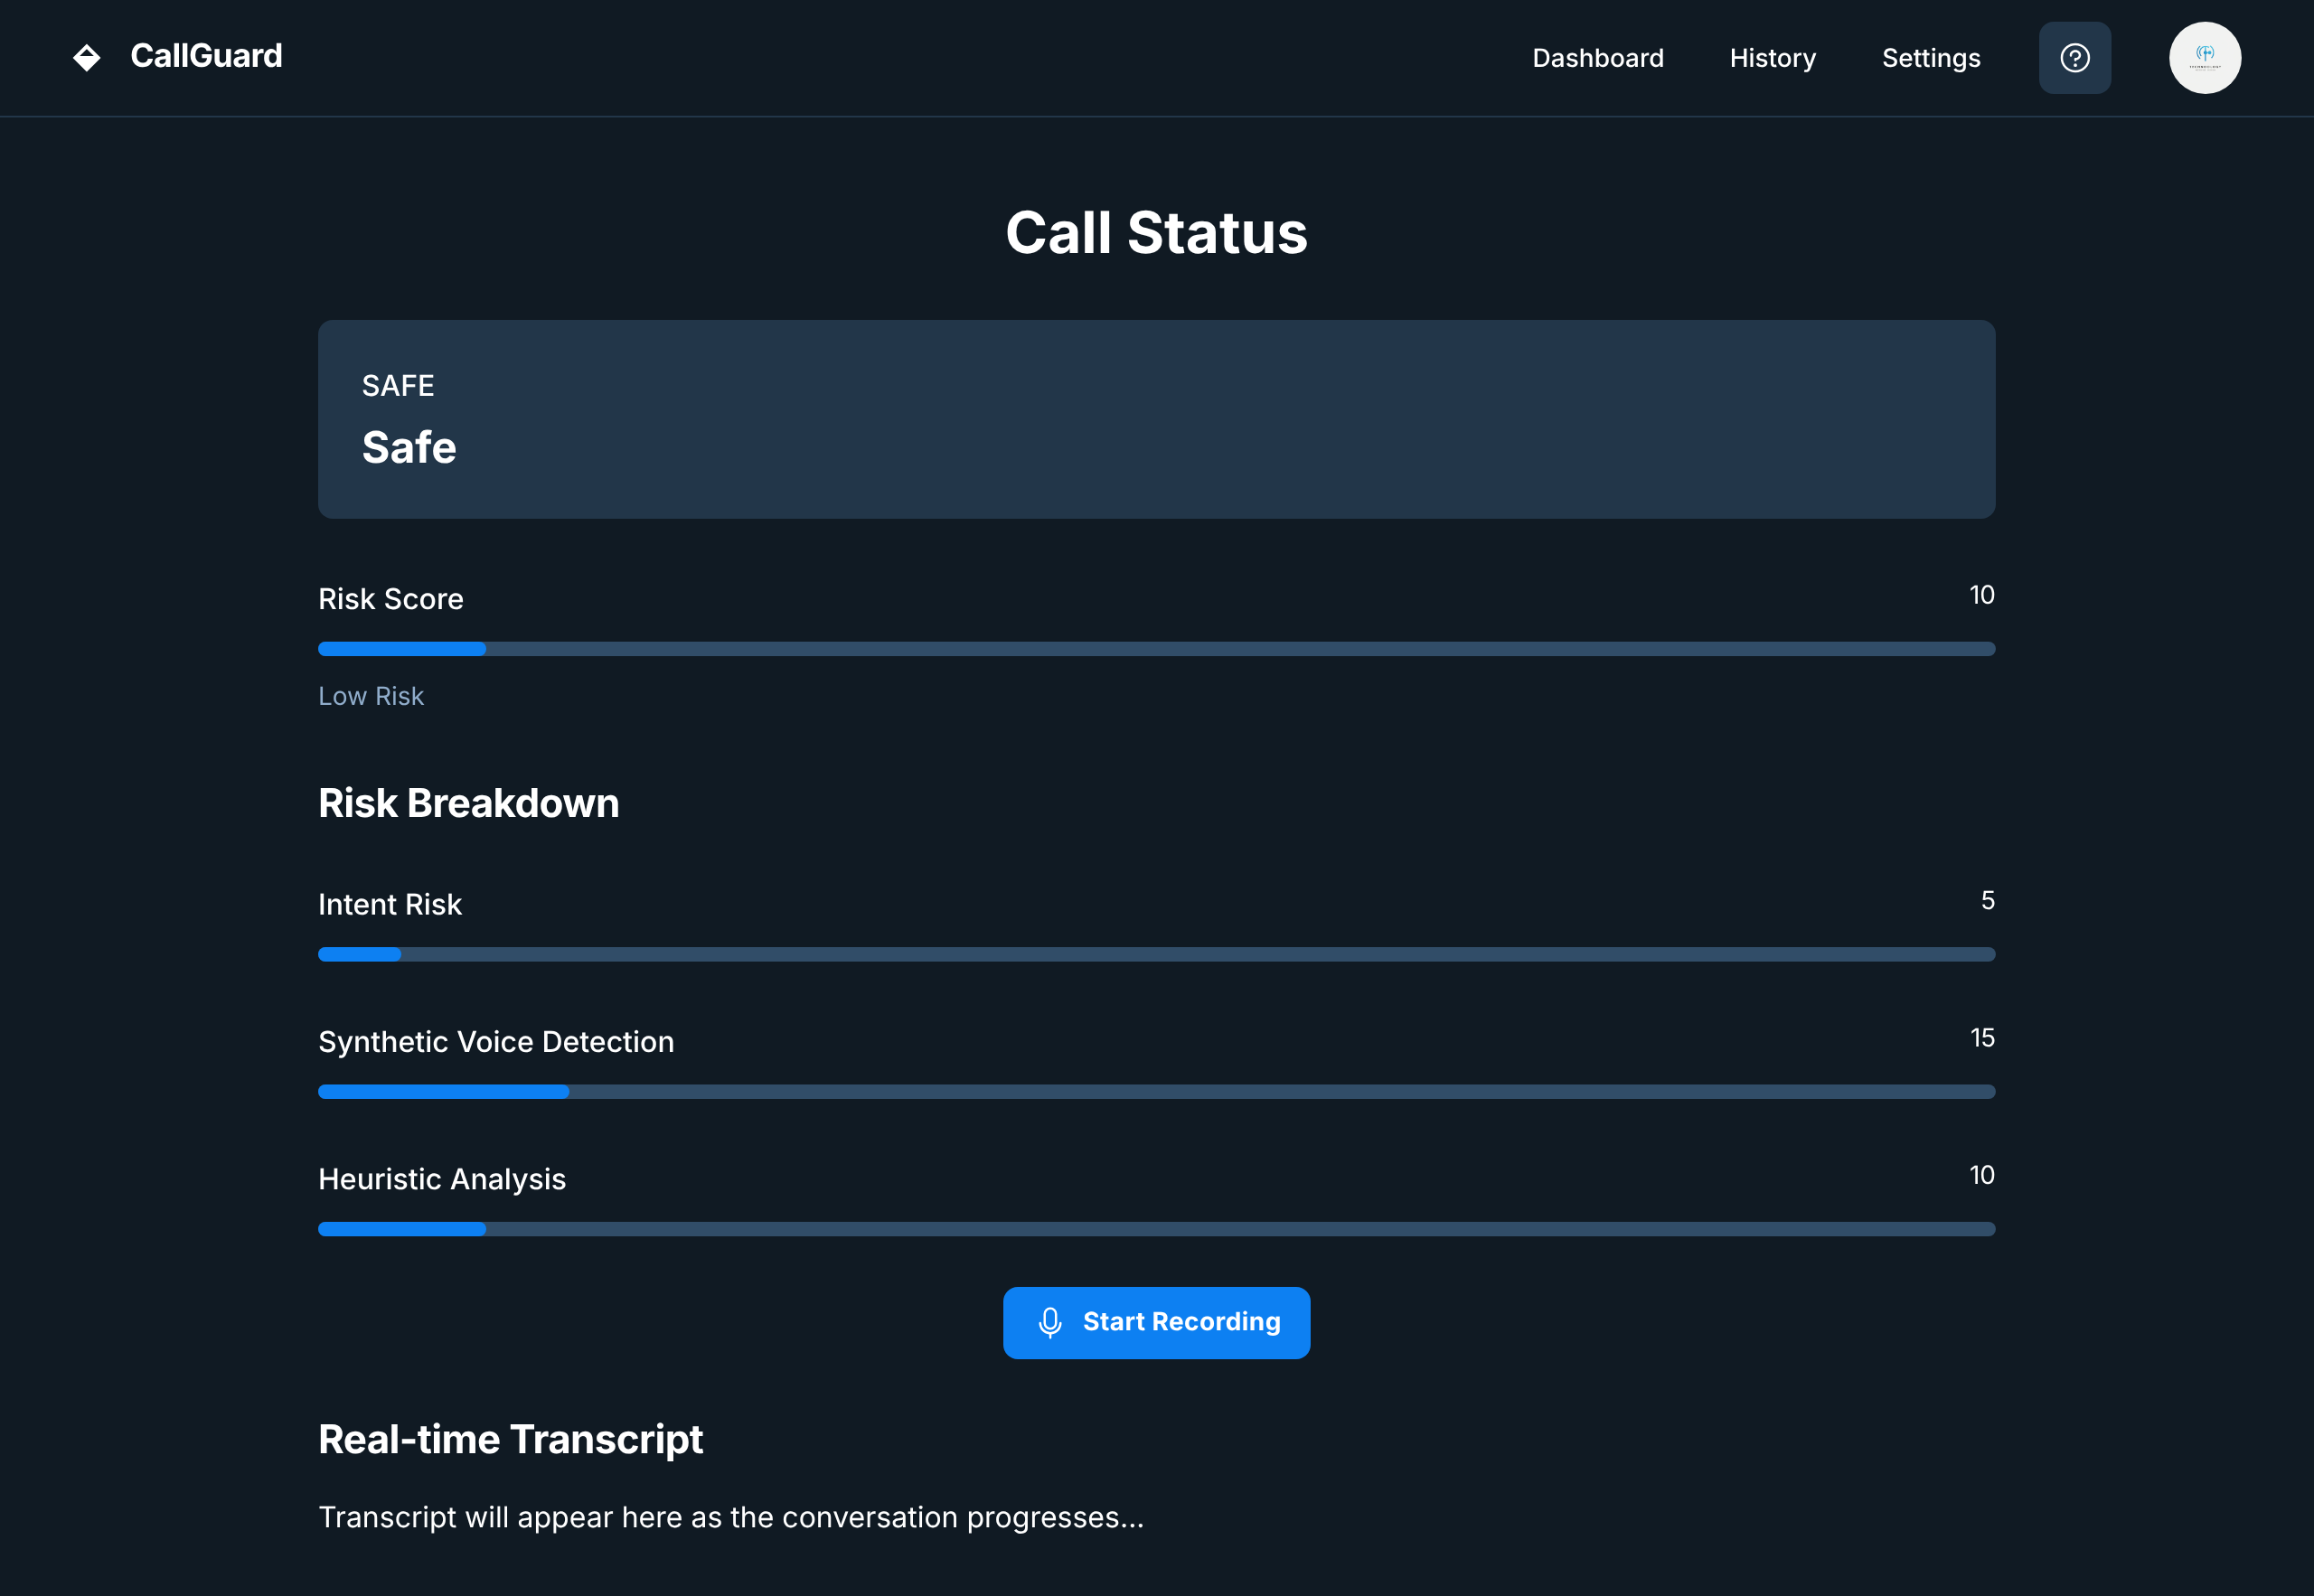 CallGuard
Dashboard
History
Settings
Call Status
SAFE
Safe
Risk Score
10
Low Risk
Risk Breakdown
Intent Risk
5
Synthetic Voice Detection
15
Heuristic Analysis
10
Start Recording
Real-time Transcript
Transcript will appear here as the conversation progresses...